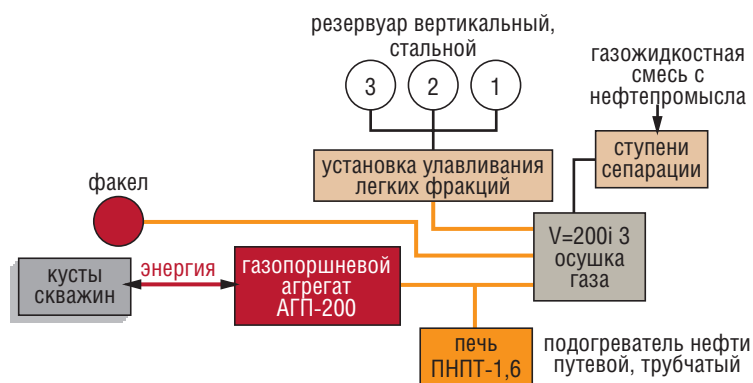 резервуар вертикальный,
стальной
3
2
1
газожидкостная
смесь с
нефтепромысла
установка улавливания
легких фракций
ступени
сепарации
факел
V=200i 3
осушка
газа
кусты
скважин
энергия
газопоршневой
агрегат
АГП-200
печь
ПНПТ-1,6
подогреватель нефти
путевой, трубчатый